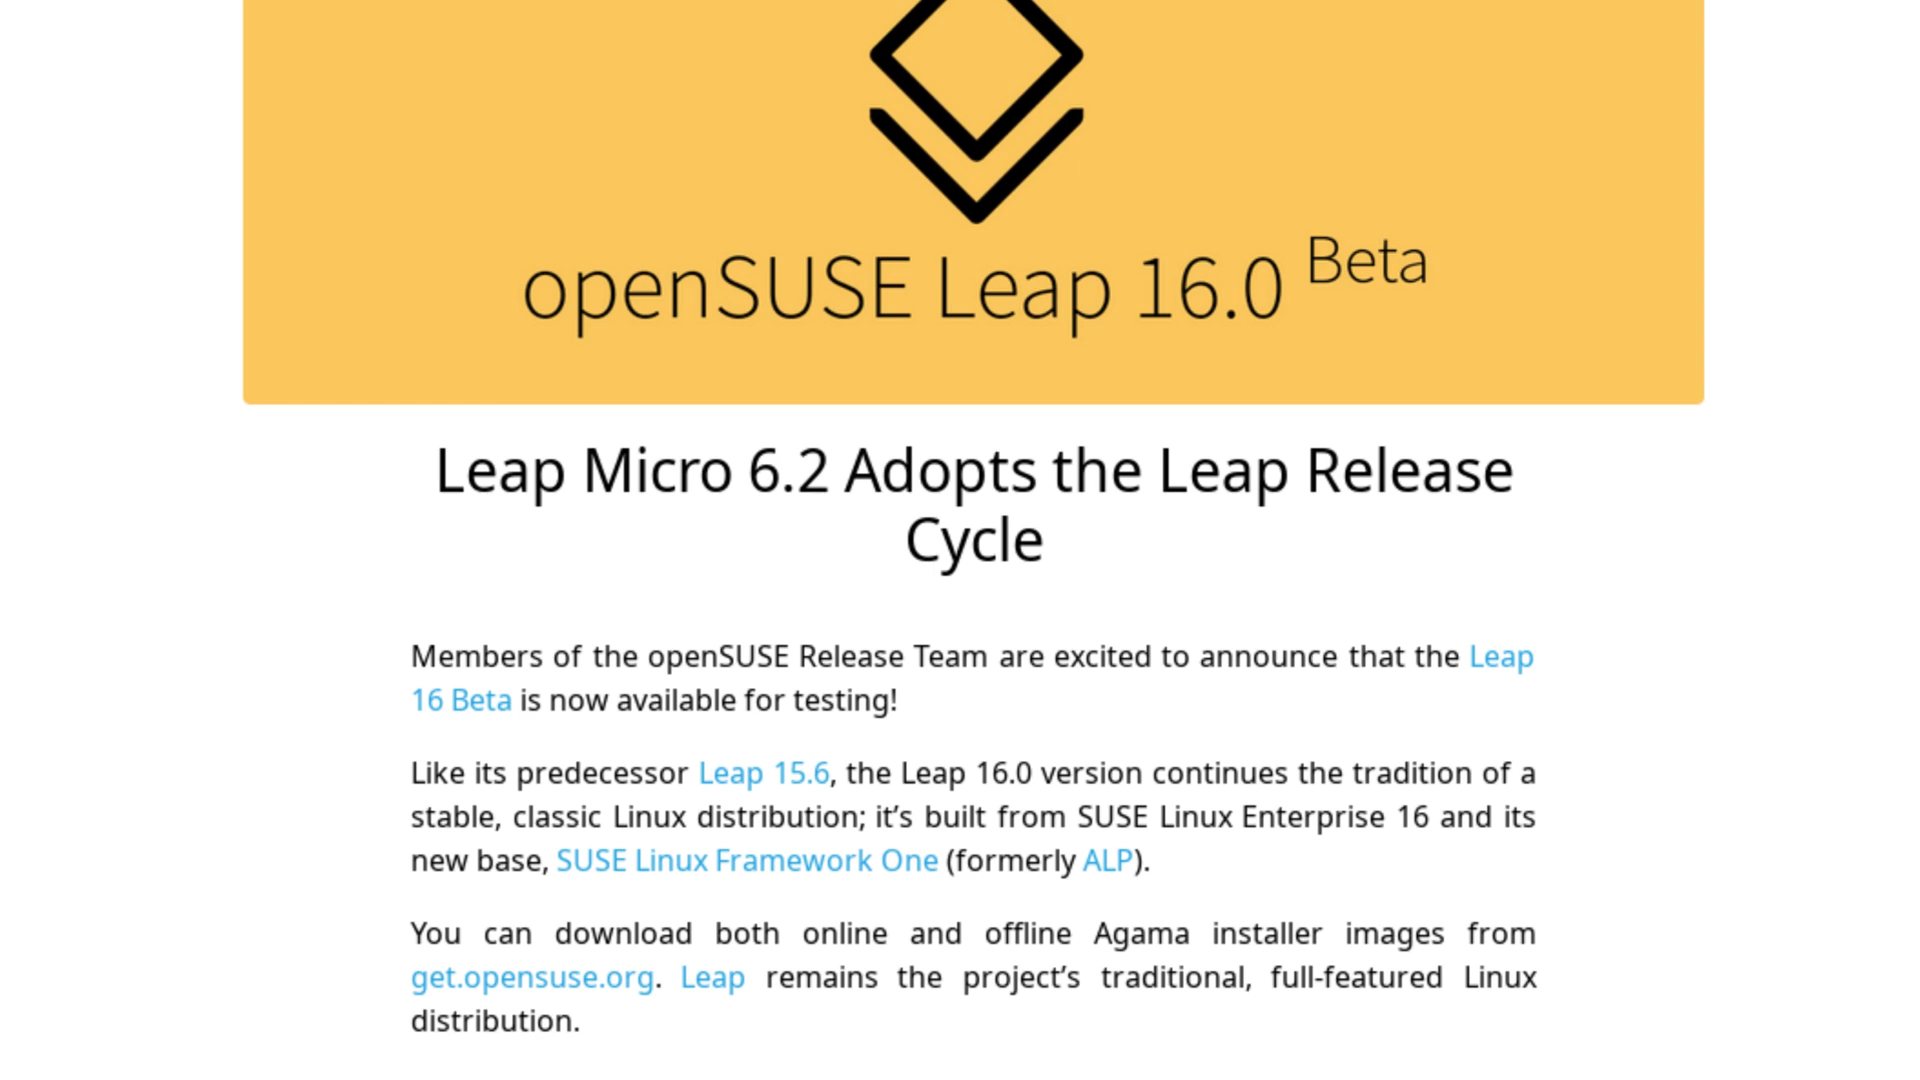 openSUSE Leap 16.0 Beta
Leap Micro 6.2 Adopts the Leap Release
Cycle
Members of the openSUSE Release Team are excited to announce that the Leap
16 Beta is now available for testing!
Like its predecessor Leap 15.6, the Leap 16.0 version continues the tradition of a
stable, classic Linux distribution; it’s built from SUSE Linux Enterprise 16 and its
new base, SUSE Linux Framework One (formerly ALP).
You can download both online and offline Agama installer images from
get.opensuse.org. Leap remains the project’s traditional, full-featured Linux
distribution.